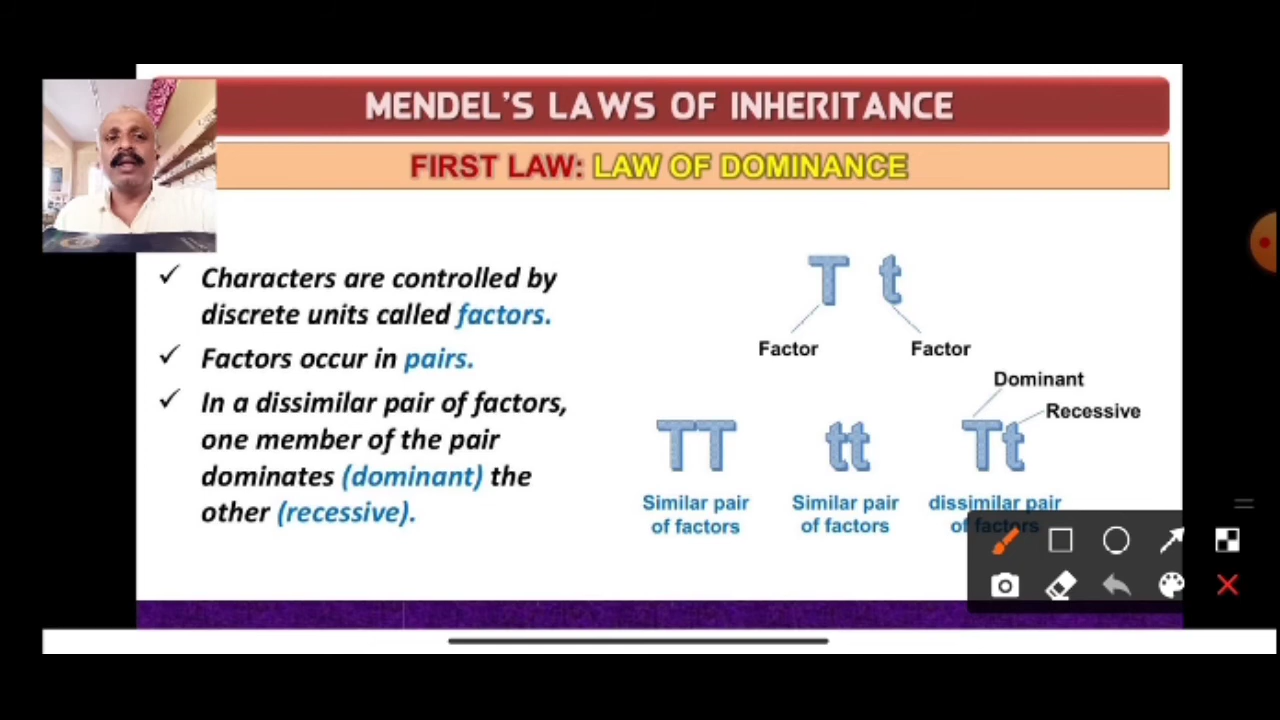 MENDEL'S LAWS OF INHERITANCE
FIRST LAW: LAW OF DOMINANCE
Characters are controlled by
discrete units called factors.
Factors occur in pairs.
In a dissimilar pair of factors,
one member of the pair
dominates (dominant) the
other (recessive).
T t
Factor
Factor
Dominant
Recessive
TT
tt
Tt
Similar pair
of factors
Similar pair
of factors
dissimilar pair
of factors